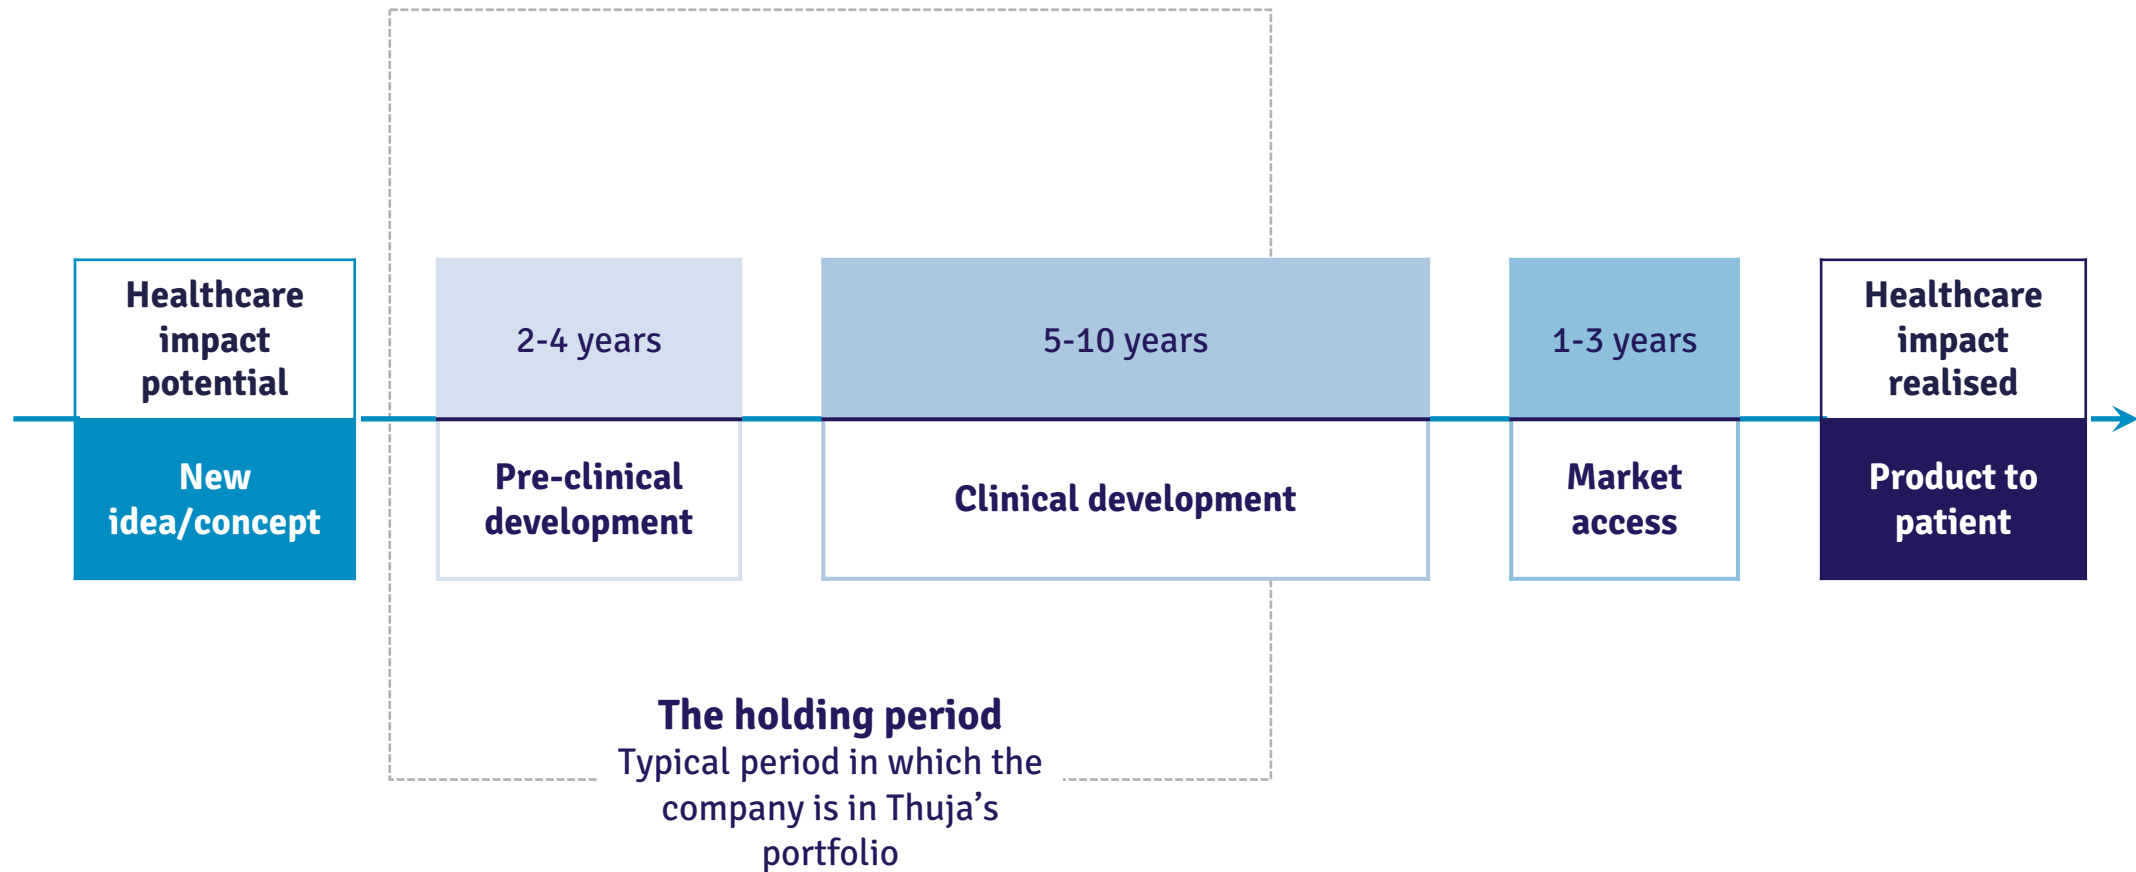 Healthcare
impact
potential
New
idea/concept
2-4 years
Pre-clinical
development
5-10 years
Clinical development
1-3 years
Market
access
Healthcare
impact
realised
Product to
patient
The holding period
Typical period in which the
company is in Thuja’s
portfolio